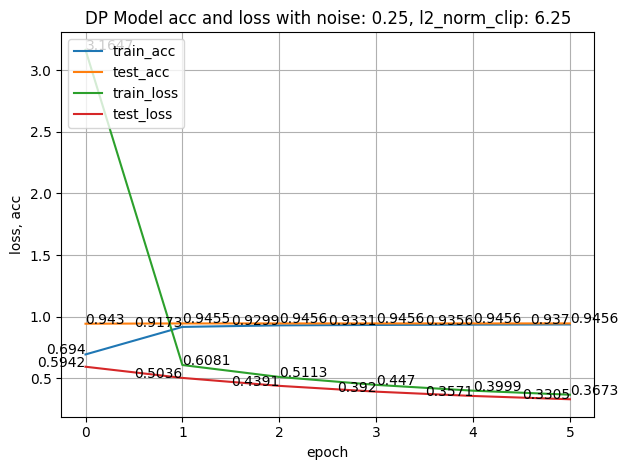 DP Model acc and loss with noise: 0.25, l2_norm_clip: 6.25
3.1647
train_acc
test_acc
train_loss
test_loss
3.0
2.5
2.0
1.5
1.0
0.5
loss, acc
0.943 0.9455 0.9456 0.9456 0.9456 0.9456
0.694 0.9173 0.9299 0.9331 0.9356 0.937
0.6081 0.5113 0.447 0.3999 0.3673
0.5942 0.5036 0.4391 0.392 0.3571 0.3305
0 1 2 3 4 5
epoch